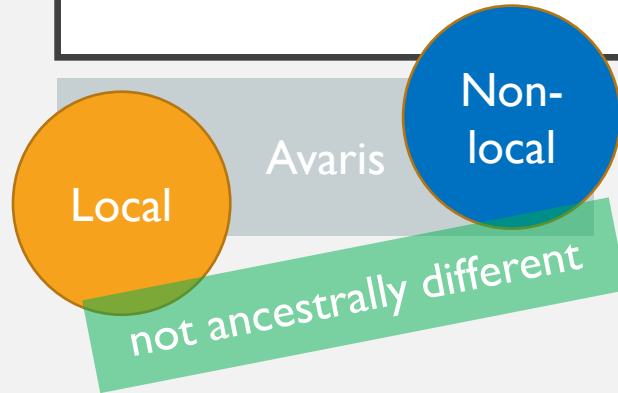 Non-
local
Avaris
Local
not ancestrally different